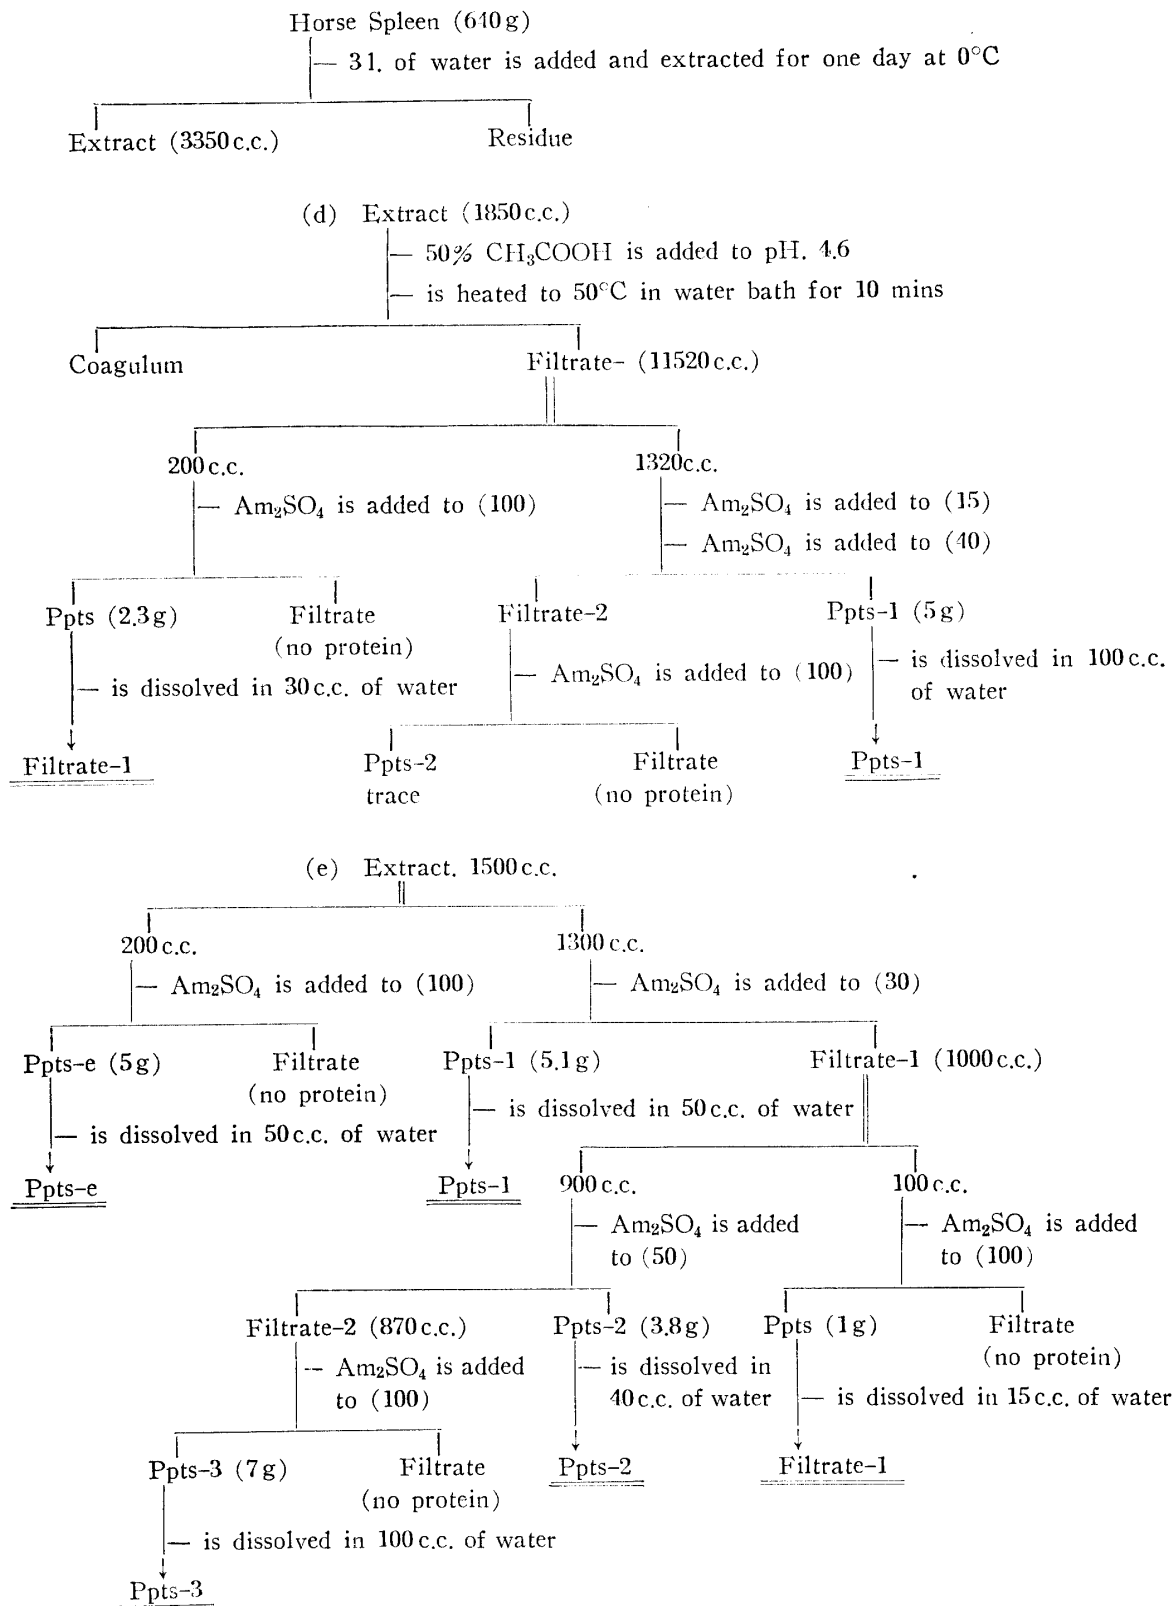 Horse Spleen (640g)
— 3l. of water is added and extracted for one day at 0°C
Extract (3350c.c.) Residue
(d) Extract (1850c.c.)
— 50% CH₃COOH is added to pH. 4.6
— is heated to 50°C in water bath for 10 mins
Coagulum Filtrate- (11520c.c.)
200c.c. 1320c.c.
— Am₂SO₄ is added to (100) — Am₂SO₄ is added to (15)
— Am₂SO₄ is added to (40)
Ppts (2.3g) Filtrate Filtrate-2 Ppts-1 (5g)
(no protein)
— Am₂SO₄ is added to (100) — is dissolved in 100c.c.
— is dissolved in 30c.c. of water of water
Filtrate-1 Ppts-2 Filtrate Ppts-1
trace (no protein)
(e) Extract. 1500c.c.
200c.c. 1300c.c.
— Am₂SO₄ is added to (100) — Am₂SO₄ is added to (30)
Ppts-e (5g) Filtrate Ppts-1 (5.1g) Filtrate-1 (1000c.c.)
(no protein)
— is dissolved in 50c.c. of water
— is dissolved in 50c.c. of water
Ppts-e Ppts-1 900c.c. 100c.c.
— Am₂SO₄ is added — Am₂SO₄ is added
to (50) to (100)
Filtrate-2 (870c.c.) Ppts-2 (3.8g) Ppts (1g) Filtrate
(no protein)
— Am₂SO₄ is added — is dissolved in
to (100) 40c.c. of water — is dissolved in 15c.c. of water
Ppts-3 (7g) Filtrate Ppts-2 Filtrate-1
(no protein)
— is dissolved in 100c.c. of water
Ppts-3